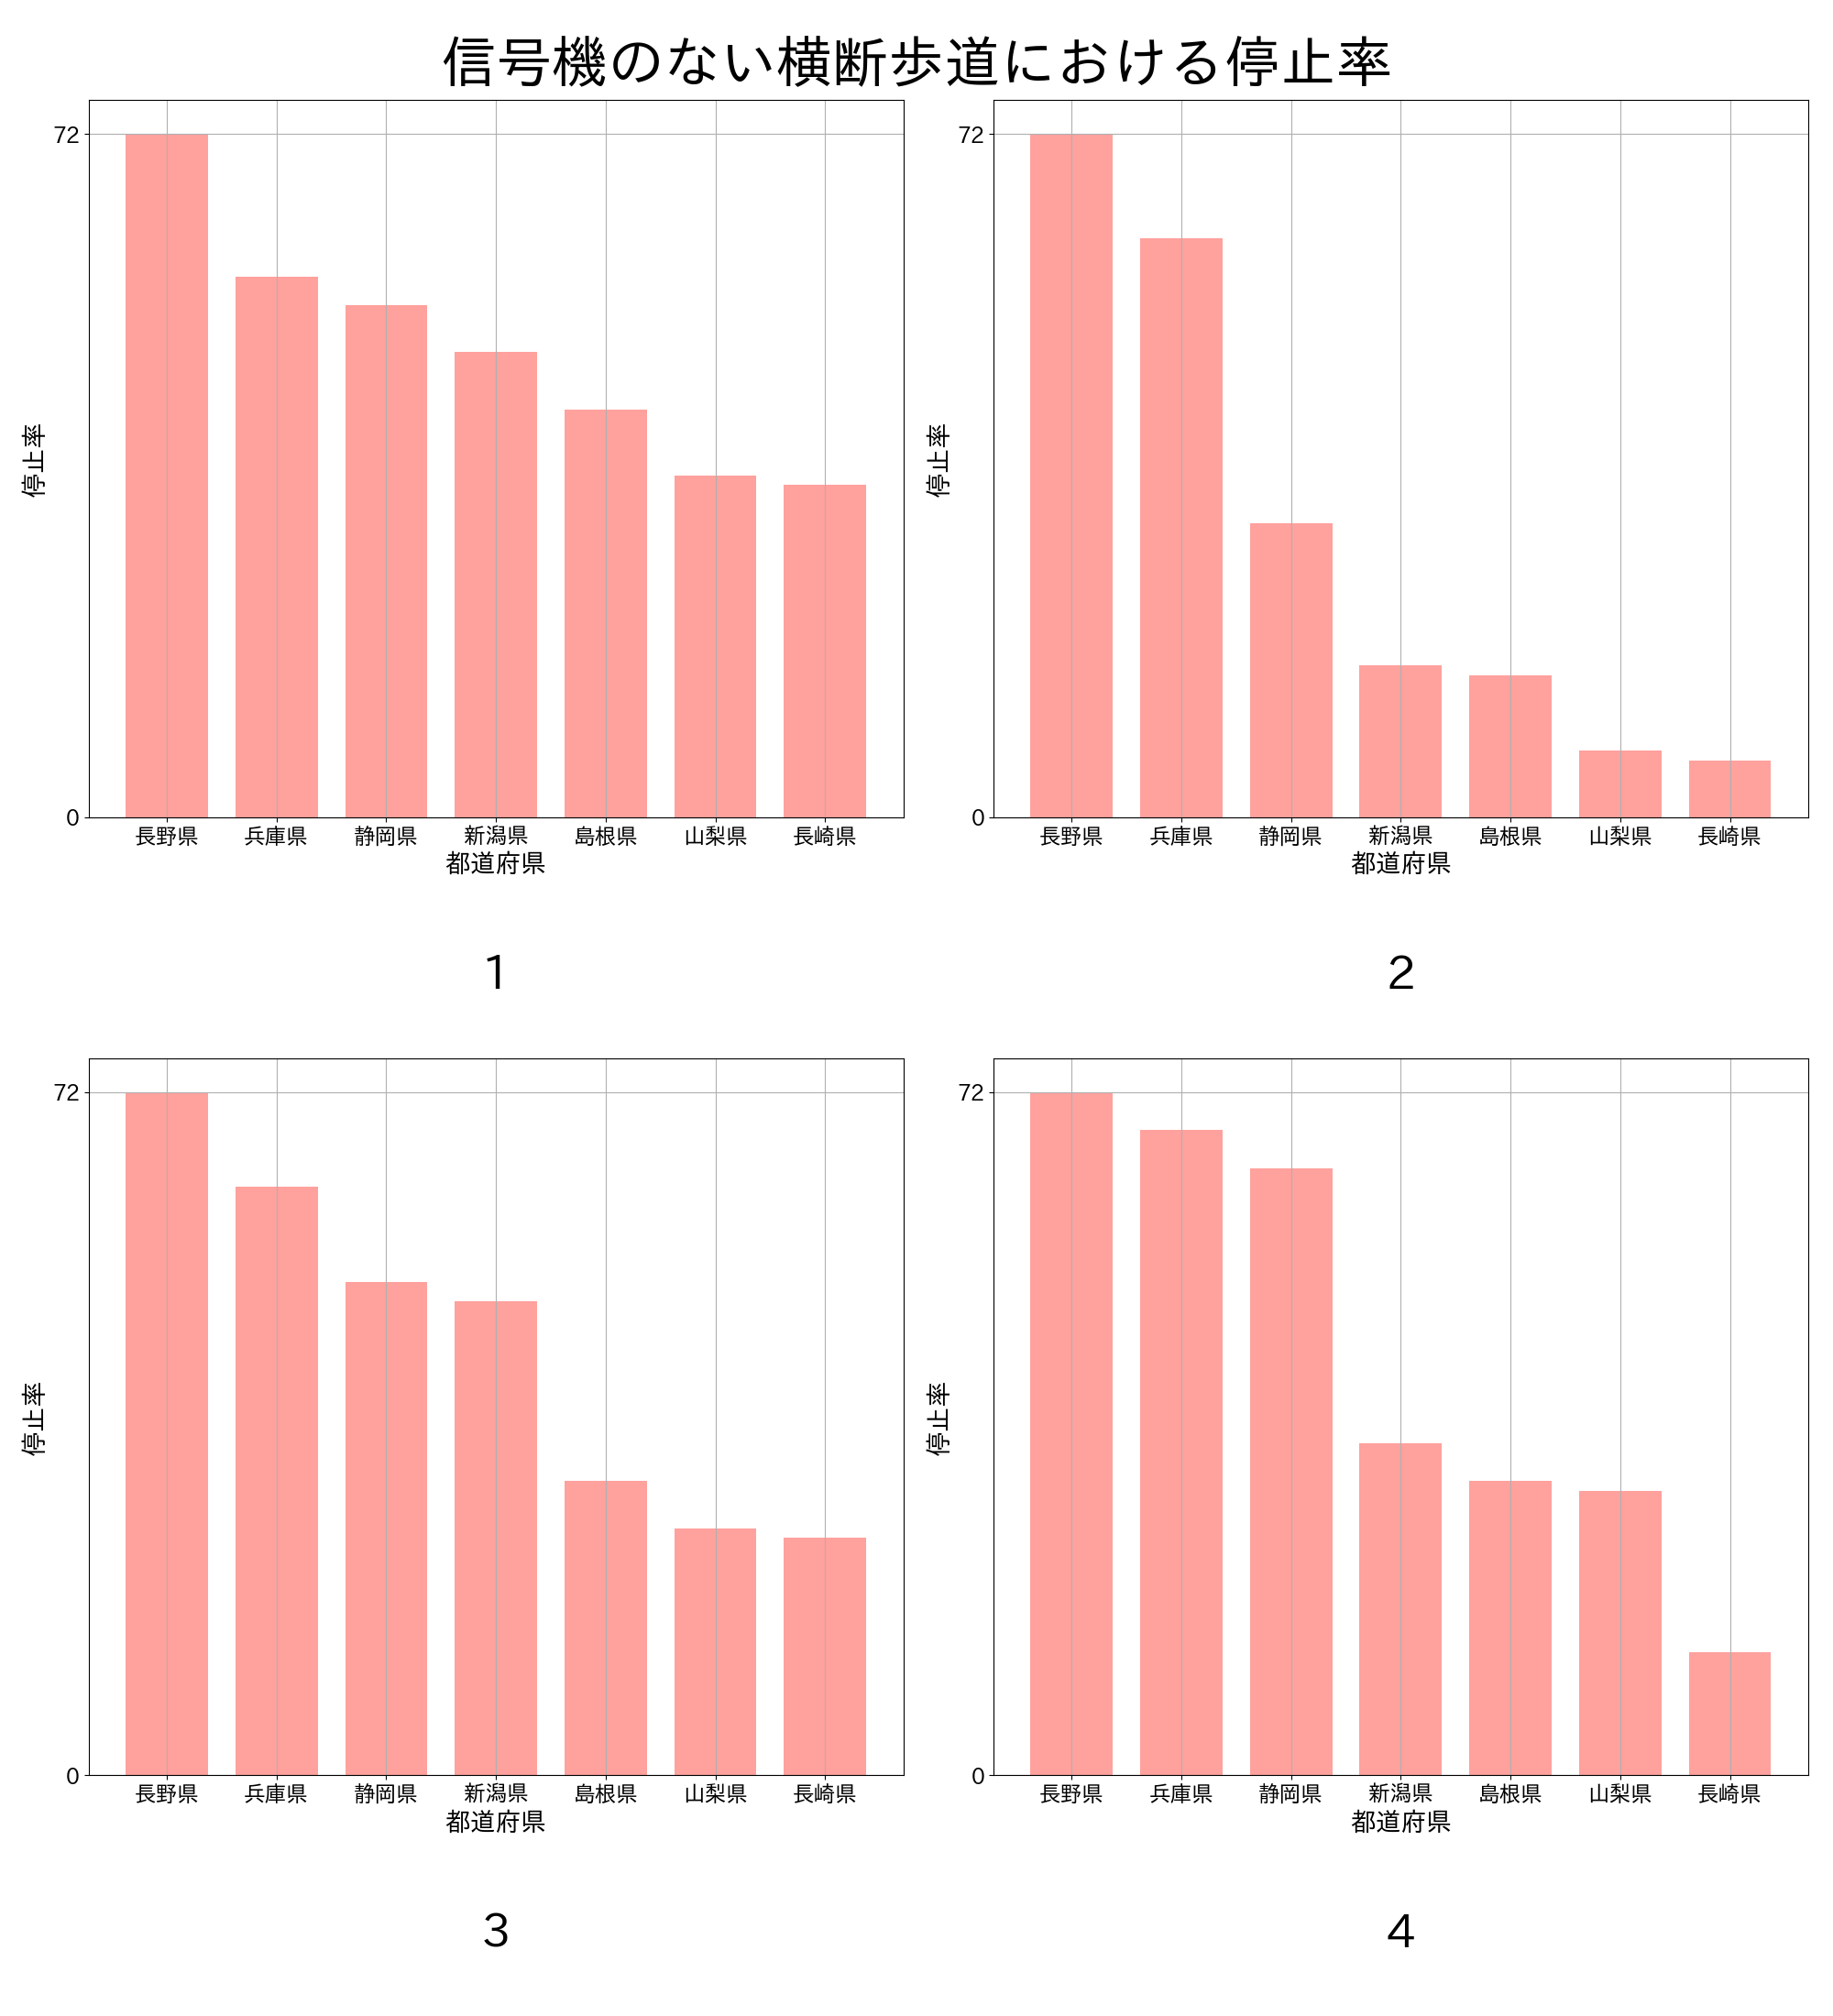 信号機のない横断歩道における停止率
72
停止率
0
長野県 兵庫県 静岡県 新潟県 島根県 山梨県 長崎県
都道府県
1
72
停止率
0
長野県 兵庫県 静岡県 新潟県 島根県 山梨県 長崎県
都道府県
2
72
停止率
0
長野県 兵庫県 静岡県 新潟県 島根県 山梨県 長崎県
都道府県
3
72
停止率
0
長野県 兵庫県 静岡県 新潟県 島根県 山梨県 長崎県
都道府県
4